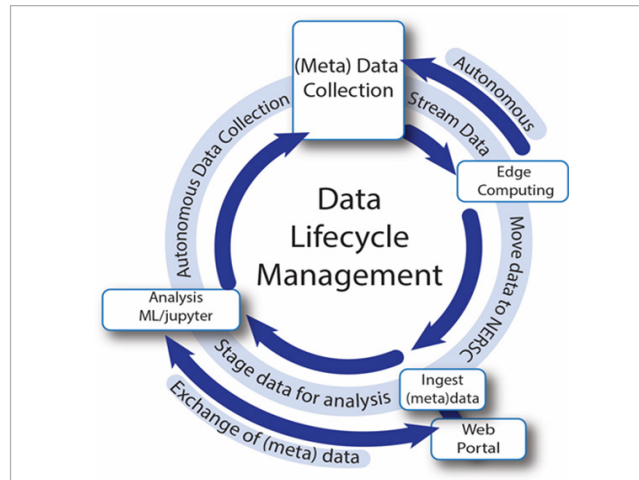 (Meta) Data
Collection
Autonomous
Stream Data
Edge
Computing
Autonomous Data Collection
Data
Lifecycle
Management
Move data to NERSC
Analysis
ML/jupyter
Stage data for analysis
Ingest
(meta)data
Exchange of (meta) data
Web
Portal